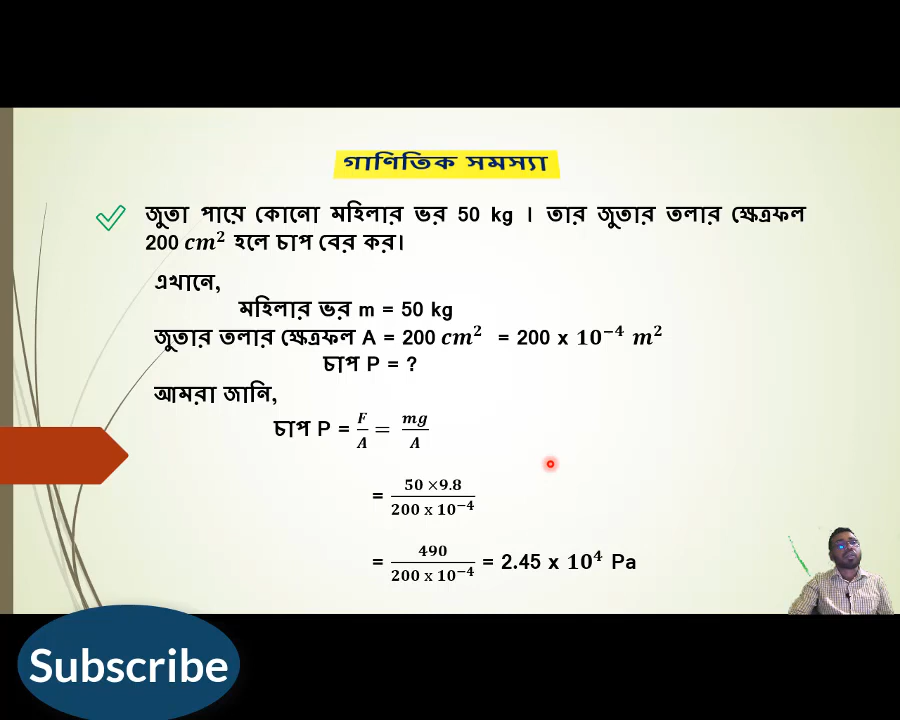 গাণিতিক সমস্যা
জুতা পায়ে কোনো মহিলার ভর 50 kg । তার জুতার তলার ক্ষেত্রফল
200 cm² হলে চাপ বের কর।
এখানে,
মহিলার ভর m = 50 kg
জুতার তলার ক্ষেত্রফল A = 200 cm² = 200 x 10⁻⁴ m²
চাপ P = ?
আমরা জানি,
চাপ P = F/A = mg/A
= 50 ×9.8 / 200 x 10⁻⁴
= 490 / 200 x 10⁻⁴ = 2.45 x 10⁴ Pa
Subscribe